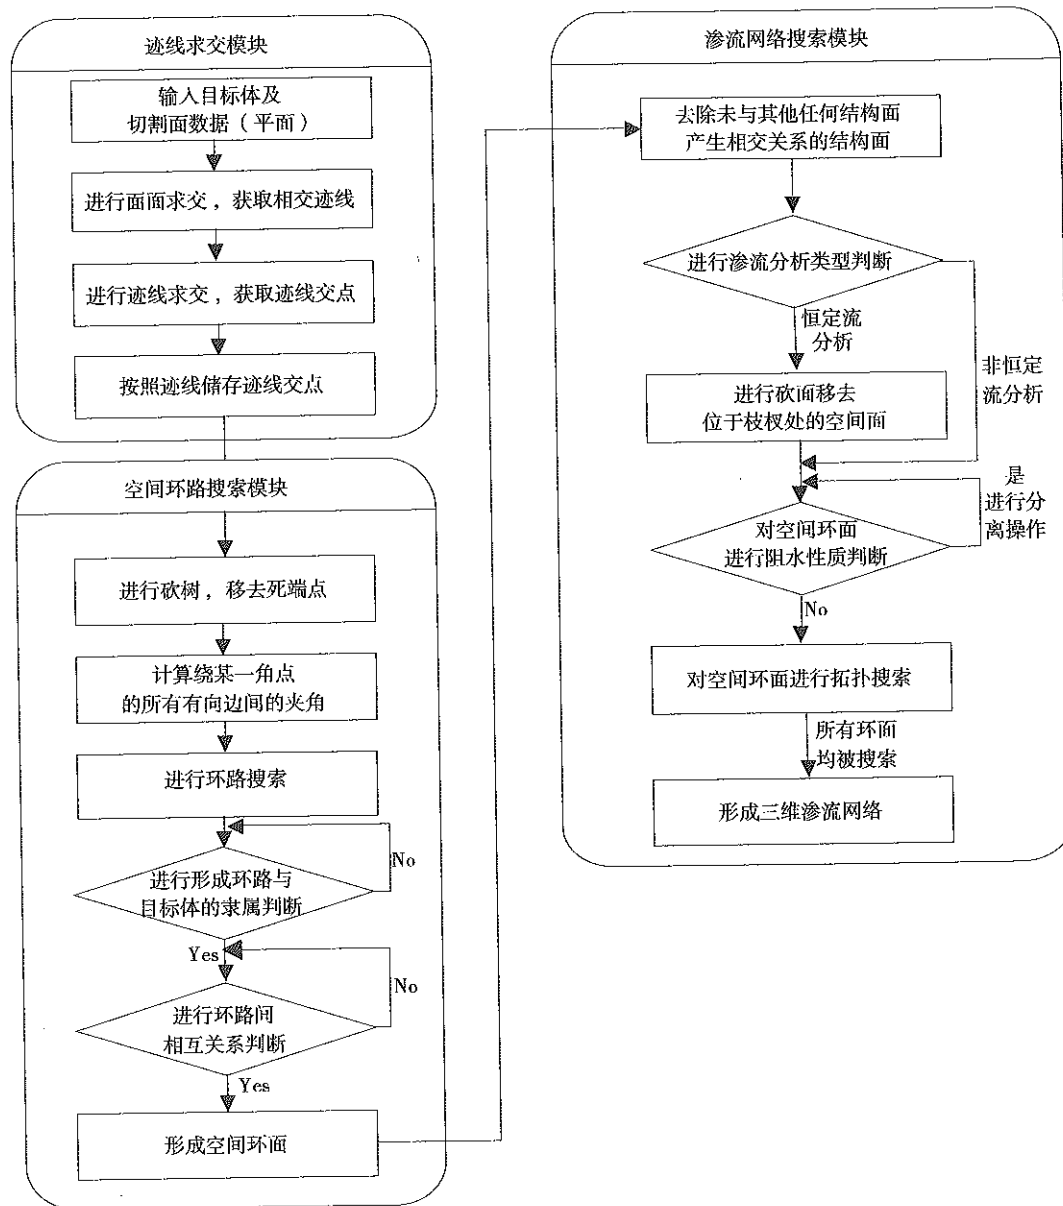 迹线求交模块
输入目标体及
切割面数据（平面）
进行面面求交，获取相交迹线
进行迹线求交，获取迹线交点
按照迹线储存迹线交点
空间环路搜索模块
进行砍树，移去死端点
计算绕某一角点
的所有有向边间的夹角
进行环路搜索
No
进行形成环路与
目标体的隶属判断
Yes
No
进行环路间
相互关系判断
Yes
形成空间环面
渗流网络搜索模块
去除未与其他任何结构面
产生相交关系的结构面
进行渗流分析类型判断
恒定流
分析
非恒定
流分析
进行砍面移去
位于枝杈处的空间面
是
进行分
离操作
对空间环面
进行阻水性质判断
No
对空间环面进行拓扑搜索
所有环面
均被搜索
形成三维渗流网络